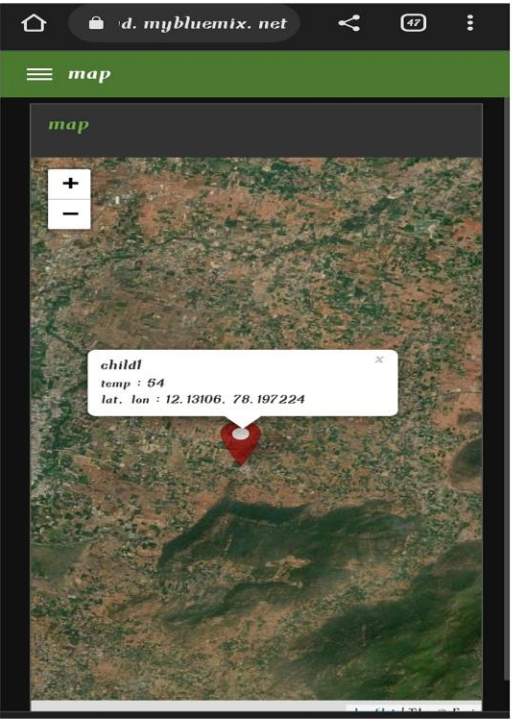 d. mybluemix. net
47
map
map
+
−
child1
×
temp : 54
lat, lon : 12.13106, 78.197224